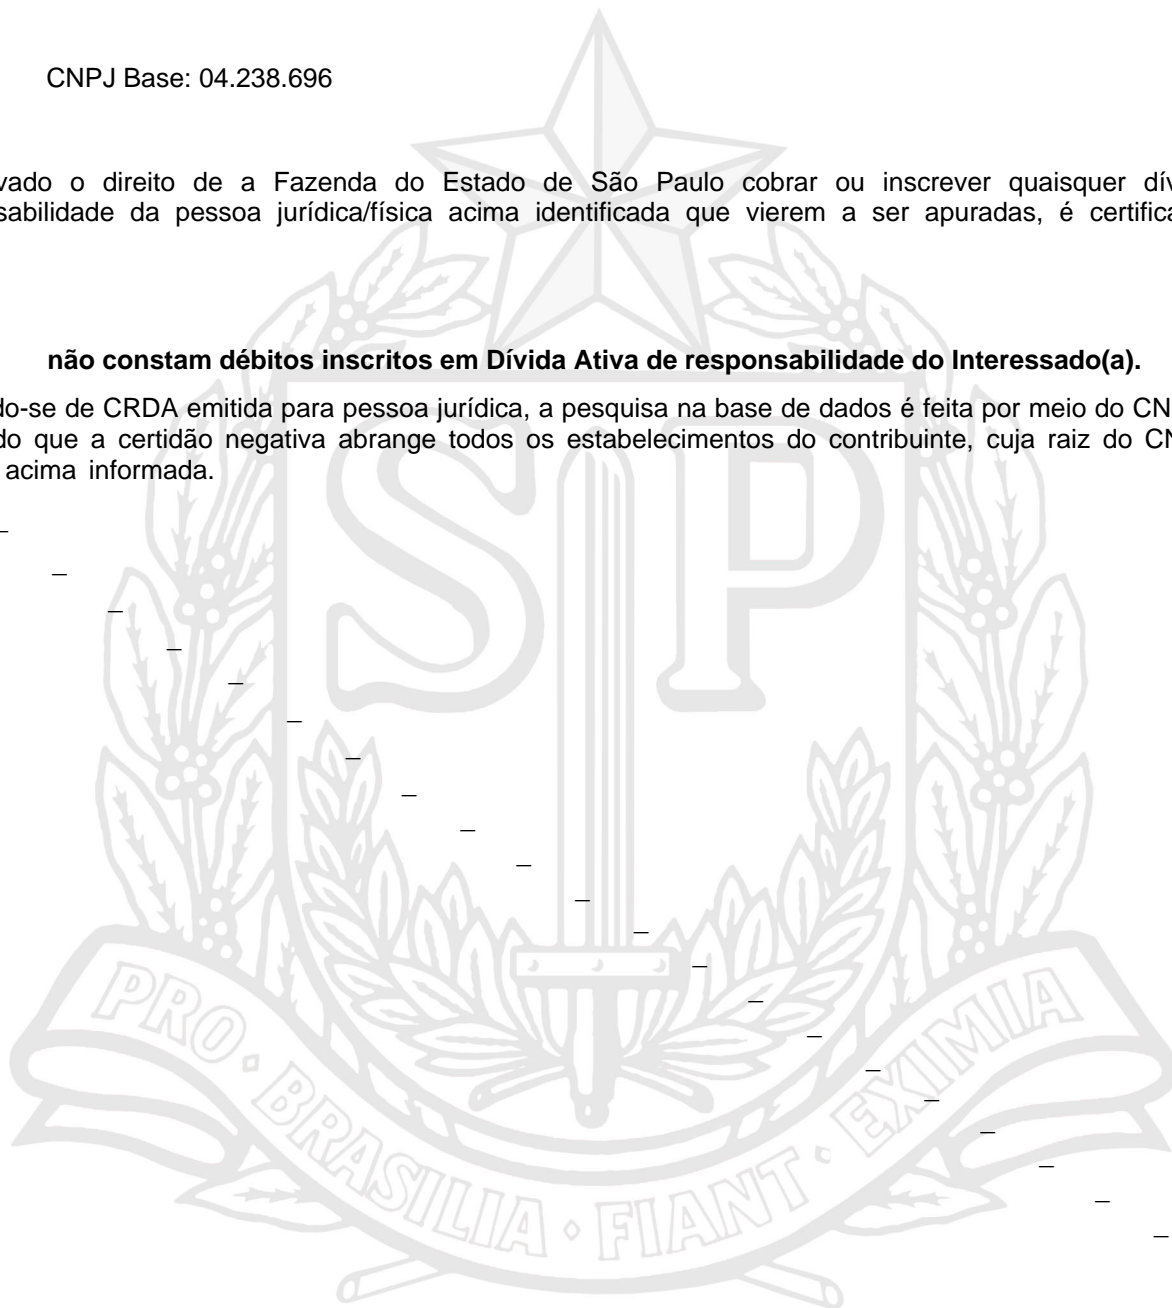 CNPJ Base: 04.238.696
vado o direito de a Fazenda do Estado de São Paulo cobrar ou inscrever quaisquer dív
sabilidade da pessoa jurídica/física acima identificada que vierem a ser apuradas, é certifica
não constam débitos inscritos em Dívida Ativa de responsabilidade do Interessado(a).
do-se de CRDA emitida para pessoa jurídica, a pesquisa na base de dados é feita por meio do CN
do que a certidão negativa abrange todos os estabelecimentos do contribuinte, cuja raiz do CN
acima informada.
SP
PRO • BRASILIA • FIANT • EXIMIA